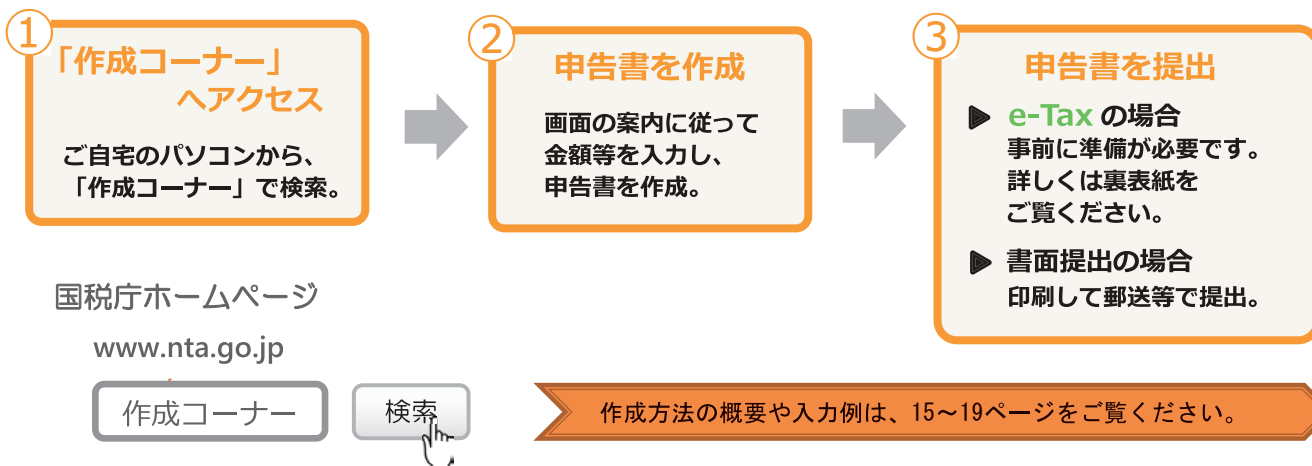 ①
「作成コーナー」
へアクセス
ご自宅のパソコンから、
「作成コーナー」で検索。
②
申告書を作成
画面の案内に従って
金額等を入力し、
申告書を作成。
③
申告書を提出
▶ e-Tax の場合
事前に準備が必要です。
詳しくは裏表紙を
ご覧ください。
▶ 書面提出の場合
印刷して郵送等で提出。
国税庁ホームページ
www.nta.go.jp
作成コーナー
検索
作成方法の概要や入力例は、15～19ページをご覧ください。